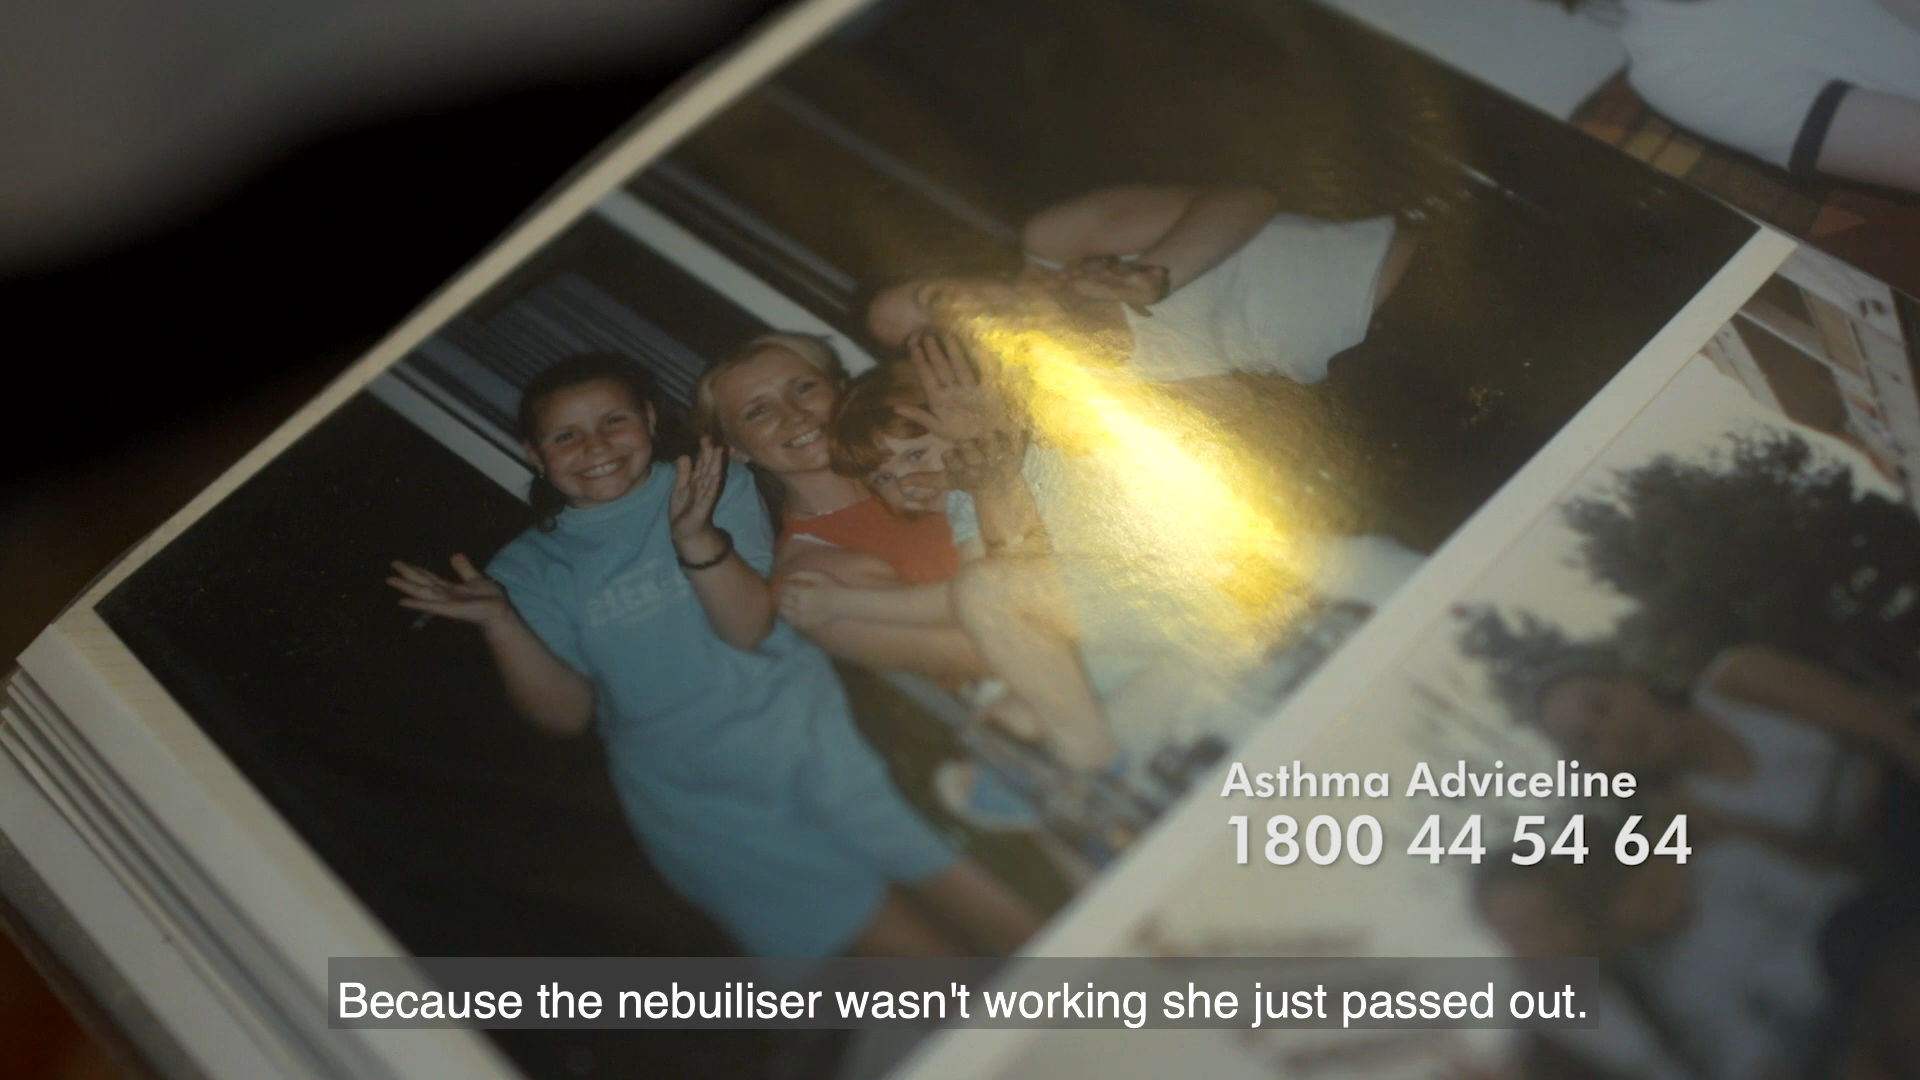 Asthma Adviceline
1800 44 54 64
Because the nebuiliser wasn't working she just passed out.